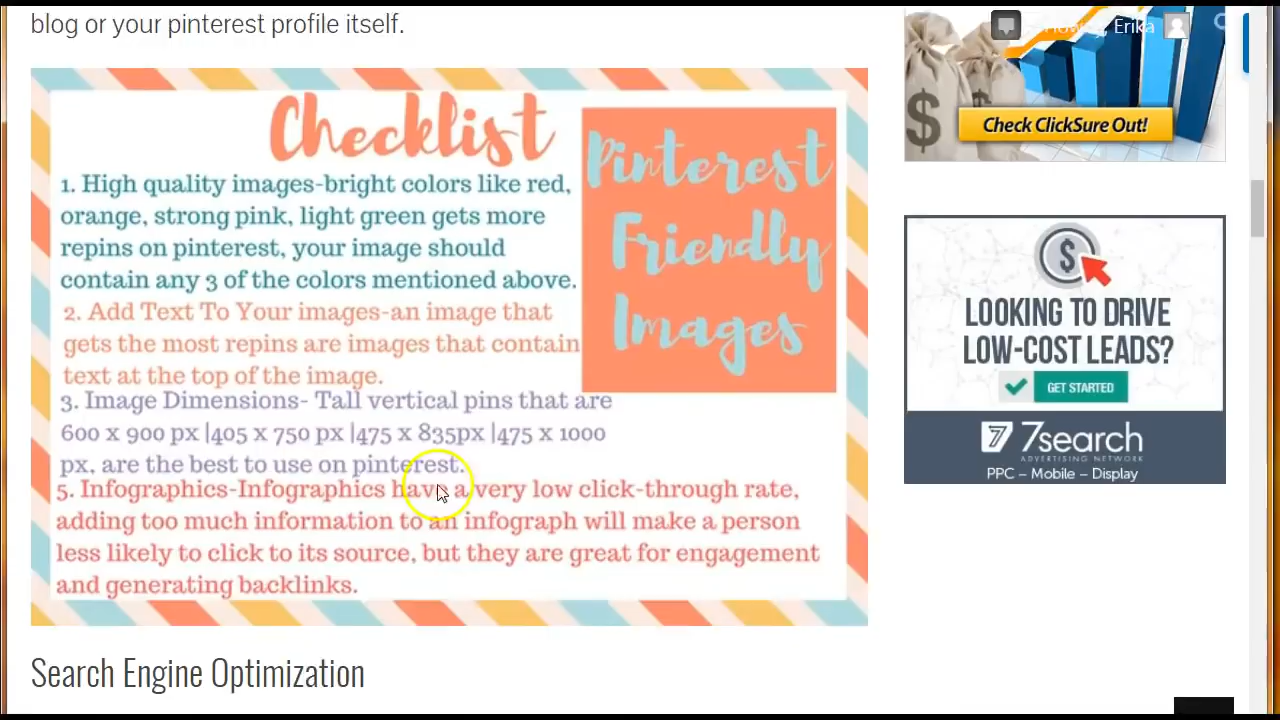 blog or your pinterest profile itself.
Howdy, Erika
Checklist
Pinterest
Friendly
Images
1. High quality images-bright colors like red,
orange, strong pink, light green gets more
repins on pinterest, your image should
contain any 3 of the colors mentioned above.
2. Add Text To Your images-an image that
gets the most repins are images that contain
text at the top of the image.
3. Image Dimensions- Tall vertical pins that are
600 x 900 px |405 x 750 px |475 x 835px |475 x 1000
px, are the best to use on pinterest.
5. Infographics-Infographics have a very low click-through rate,
adding too much information to an infograph will make a person
less likely to click to its source, but they are great for engagement
and generating backlinks.
Search Engine Optimization
$
Check ClickSure Out!
$
LOOKING TO DRIVE
LOW-COST LEADS?
GET STARTED
7search
ADVERTISING NETWORK
PPC – Mobile – Display